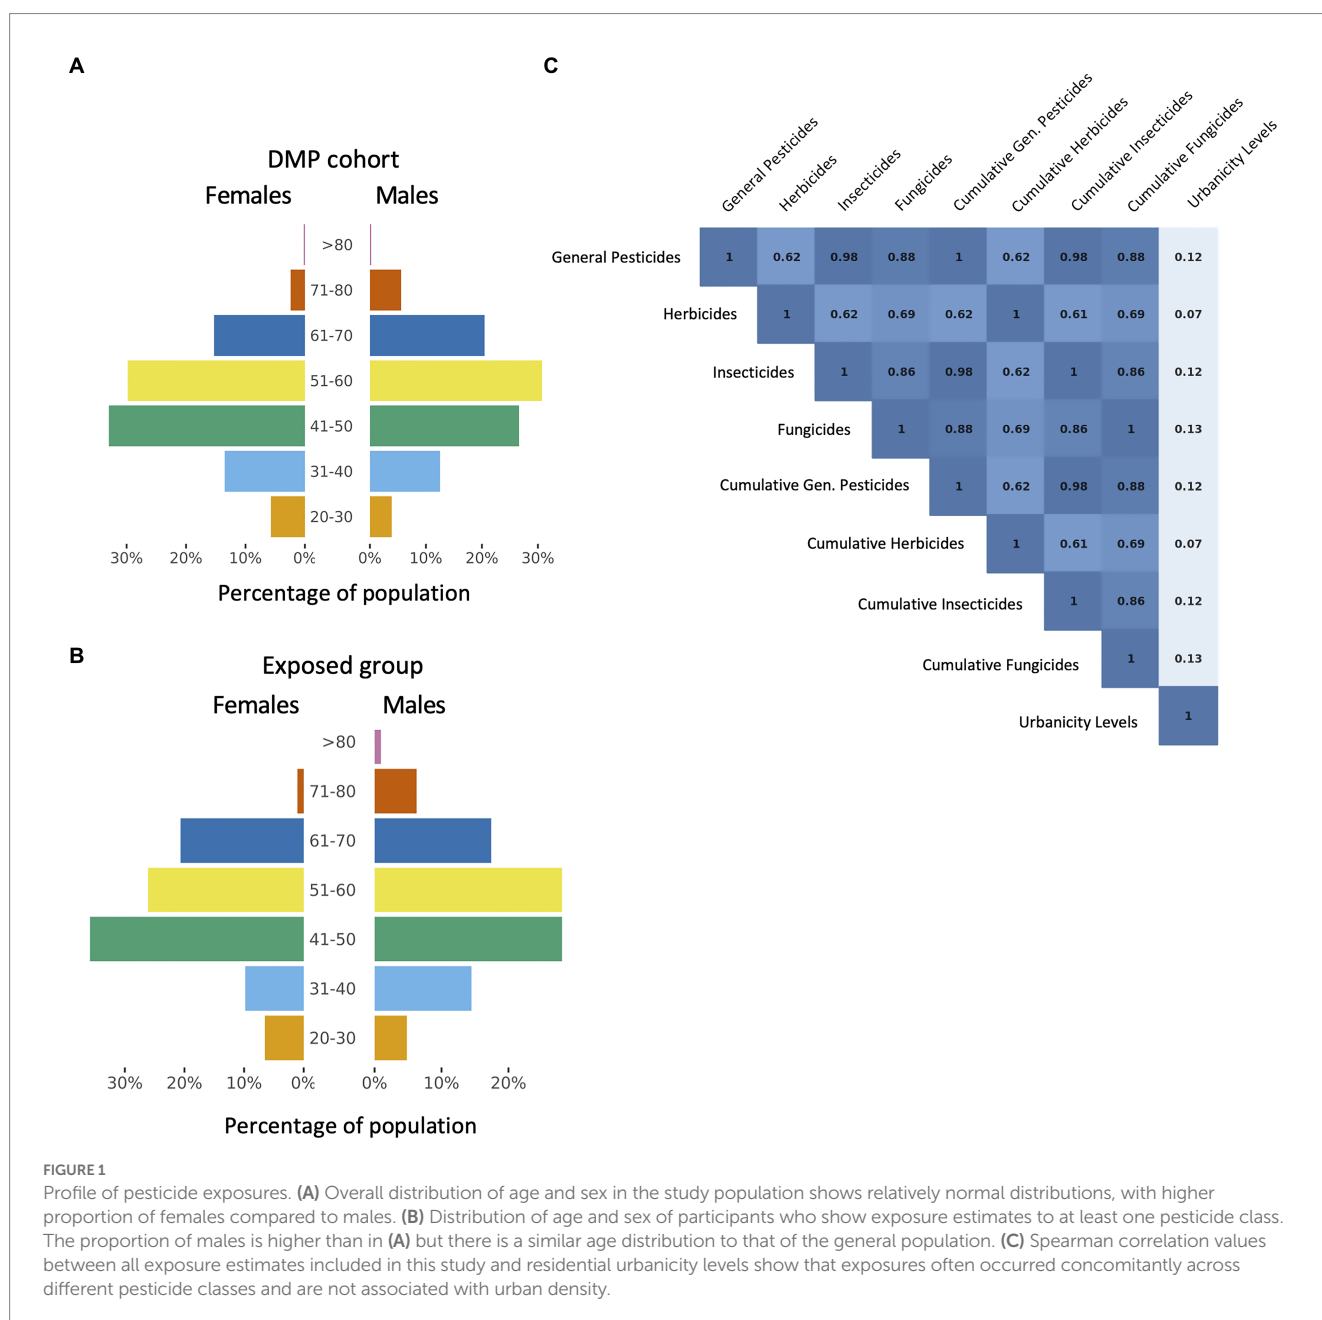 A
DMP cohort
Females Males
>80
71-80
61-70
51-60
41-50
31-40
20-30
30% 20% 10% 0% 0% 10% 20% 30%
Percentage of population
B
Exposed group
Females Males
>80
71-80
61-70
51-60
41-50
31-40
20-30
30% 20% 10% 0% 0% 10% 20%
Percentage of population
C
General Pesticides
Herbicides
Insecticides
Fungicides
Cumulative Gen. Pesticides
Cumulative Herbicides
Cumulative Insecticides
Cumulative Fungicides
Urbanicity Levels
General Pesticides 1 0.62 0.98 0.88 1 0.62 0.98 0.88 0.12
Herbicides 1 0.62 0.69 0.62 1 0.61 0.69 0.07
Insecticides 1 0.86 0.98 0.62 1 0.86 0.12
Fungicides 1 0.88 0.69 0.86 1 0.13
Cumulative Gen. Pesticides 1 0.62 0.98 0.88 0.12
Cumulative Herbicides 1 0.61 0.69 0.07
Cumulative Insecticides 1 0.86 0.12
Cumulative Fungicides 1 0.13
Urbanicity Levels 1
FIGURE 1
Profile of pesticide exposures. (A) Overall distribution of age and sex in the study population shows relatively normal distributions, with higher
proportion of females compared to males. (B) Distribution of age and sex of participants who show exposure estimates to at least one pesticide class.
The proportion of males is higher than in (A) but there is a similar age distribution to that of the general population. (C) Spearman correlation values
between all exposure estimates included in this study and residential urbanicity levels show that exposures often occurred concomitantly across
different pesticide classes and are not associated with urban density.